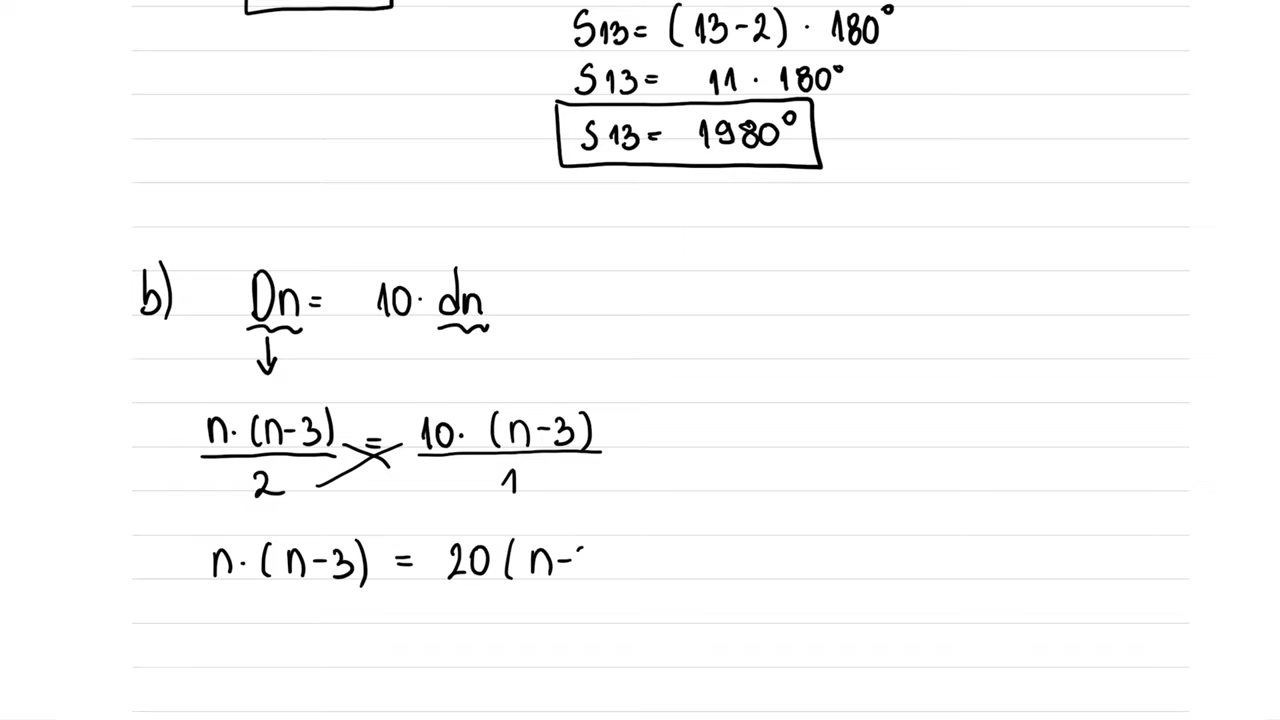 S13 = (13-2) · 180°
S13 = 11 · 180°
S13 = 1980°
b) Dn = 10 · dn
n·(n-3)/2 = 10·(n-3)/1
n·(n-3) = 20(n-